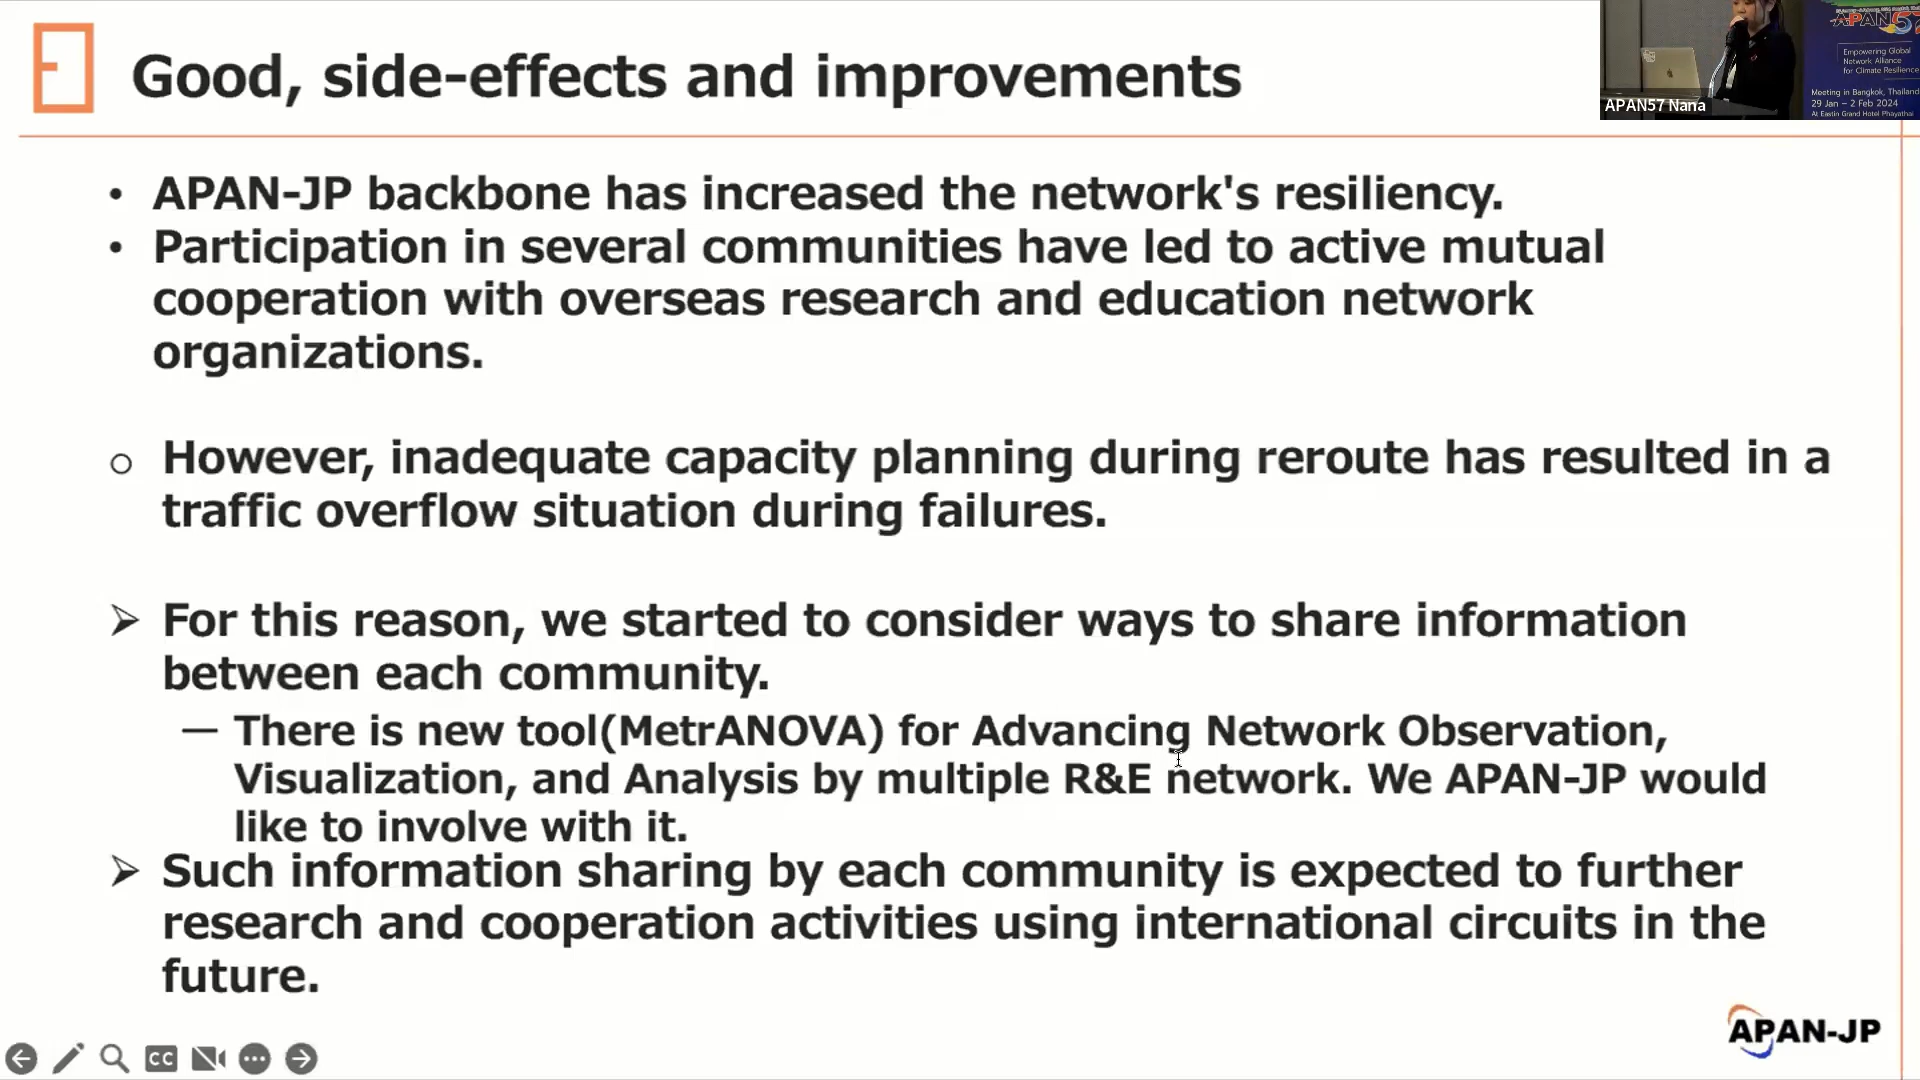 Good, side-effects and improvements
APAN57
Empowering Global
Network Alliance
for Climate Resilience
Meeting in Bangkok, Thailand
29 Jan – 2 Feb 2024
At Eastin Grand Hotel Phayathai
APAN57 Nana
• APAN-JP backbone has increased the network's resiliency.
• Participation in several communities have led to active mutual
cooperation with overseas research and education network
organizations.
○ However, inadequate capacity planning during reroute has resulted in a
traffic overflow situation during failures.
➢ For this reason, we started to consider ways to share information
between each community.
— There is new tool(MetrANOVA) for Advancing Network Observation,
Visualization, and Analysis by multiple R&E network. We APAN-JP would
like to involve with it.
➢ Such information sharing by each community is expected to further
research and cooperation activities using international circuits in the
future.
APAN-JP
CC